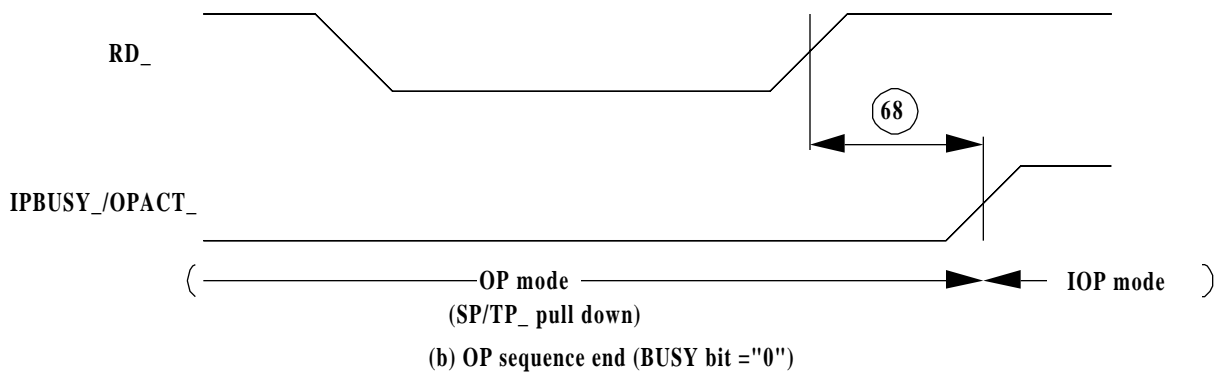 RD_
68
IPBUSY_/OPACT_
( OP mode IOP mode )
(SP/TP_ pull down)
(b) OP sequence end (BUSY bit ="0")